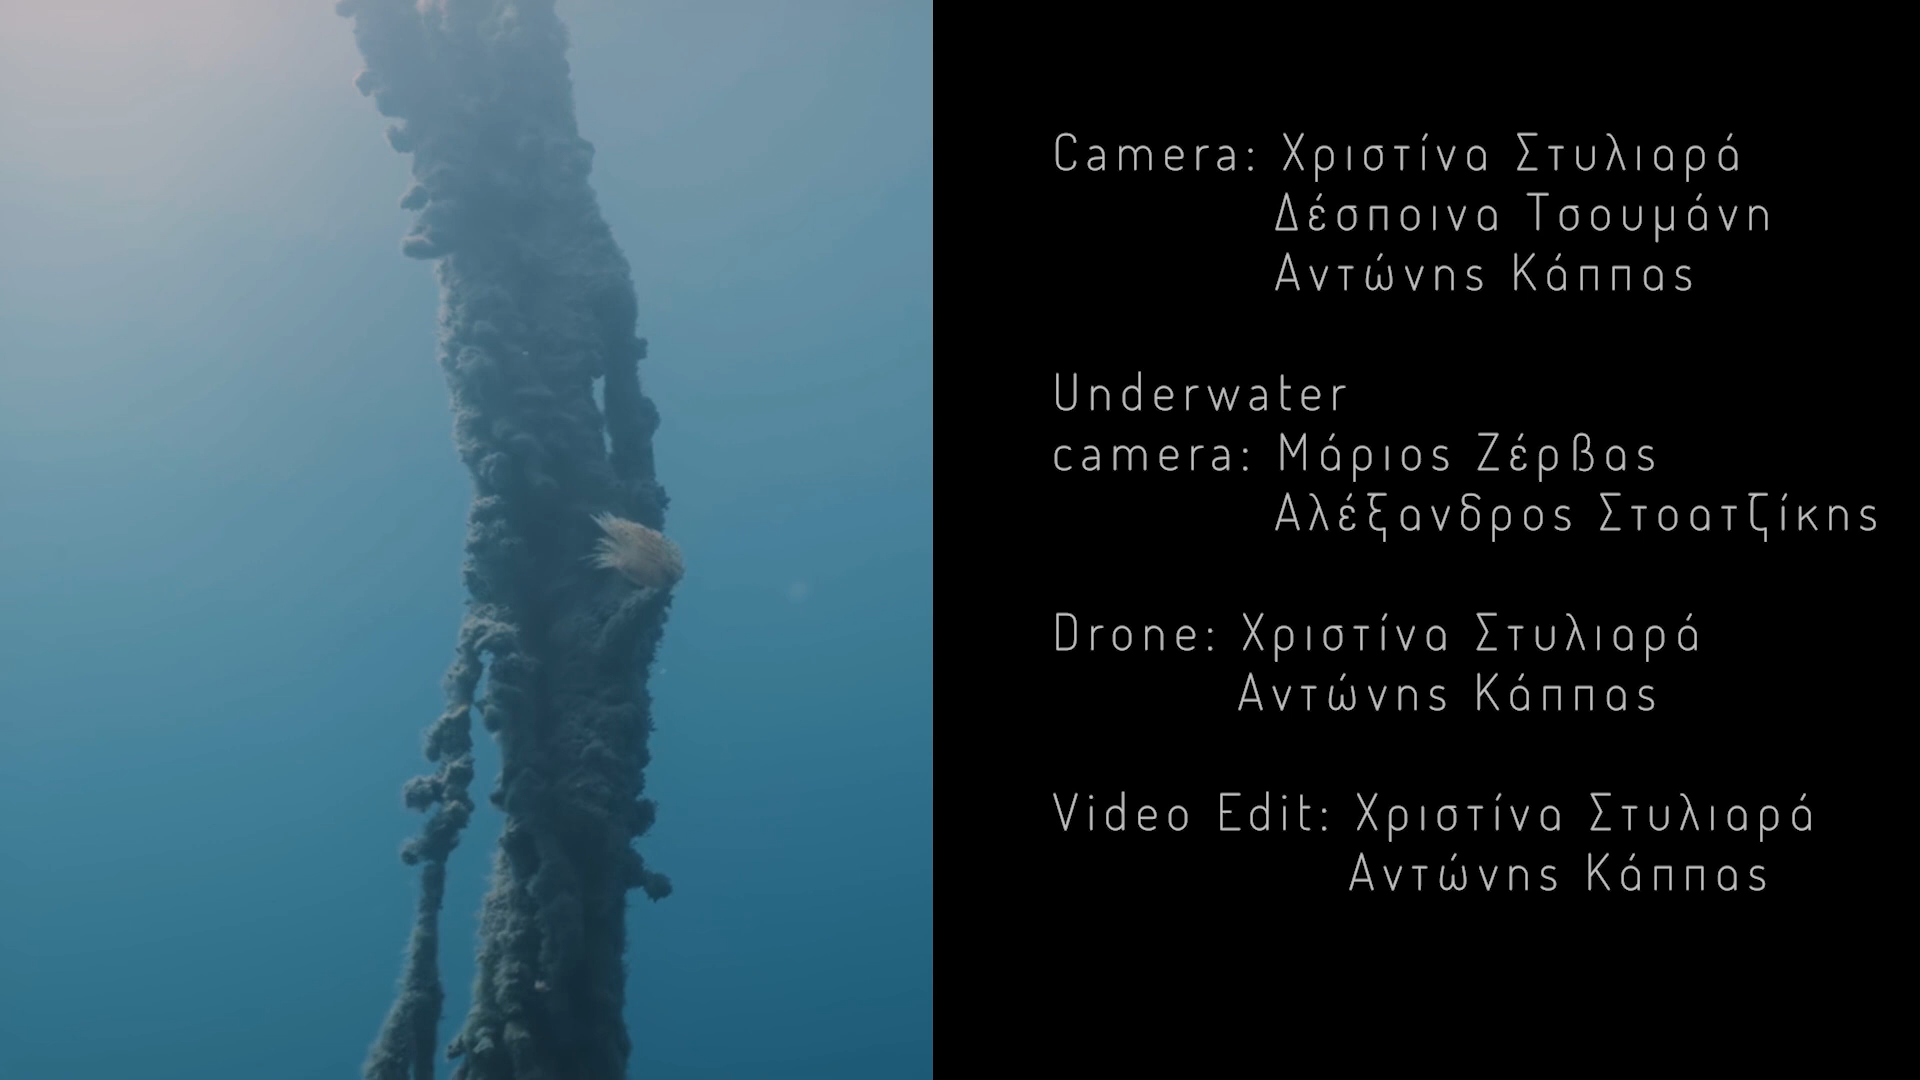 Camera: Χριστίνα Στυλιαρά
Δέσποινα Τσουμάνη
Αντώνης Κάππας
Underwater
camera: Μάριος Ζέρβας
Αλέξανδρος Στοατζίκης
Drone: Χριστίνα Στυλιαρά
Αντώνης Κάππας
Video Edit: Χριστίνα Στυλιαρά
Αντώνης Κάππας